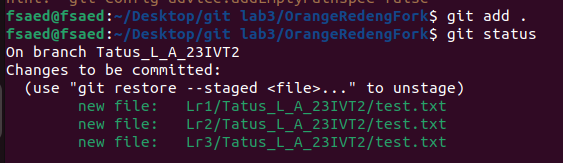 hint: "git config advice.addEmptyPathspec false"
fsaed@fsaed:~/Desktop/git lab3/OrangeRedengFork$ git add .
fsaed@fsaed:~/Desktop/git lab3/OrangeRedengFork$ git status
On branch Tatus_L_A_23IVT2
Changes to be committed:
  (use "git restore --staged <file>..." to unstage)
        new file:   Lr1/Tatus_L_A_23IVT2/test.txt
        new file:   Lr2/Tatus_L_A_23IVT2/test.txt
        new file:   Lr3/Tatus_L_A_23IVT2/test.txt